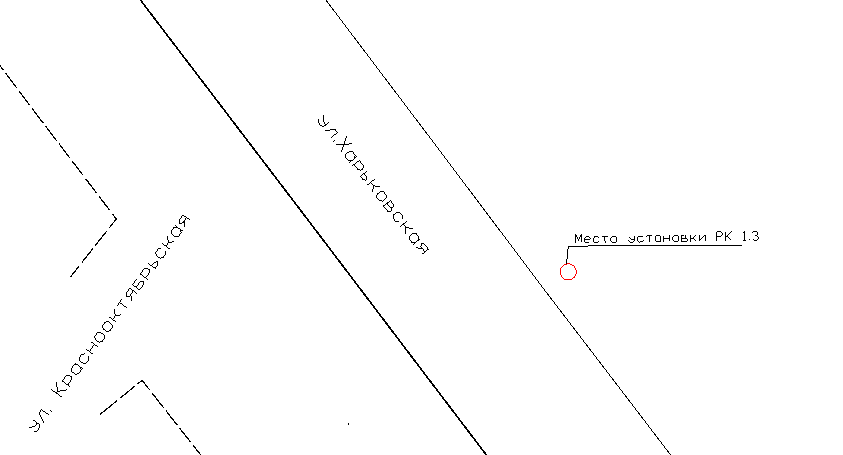 ул.Харьковская
Место установки РК 1.3
ул. Краснооктябрьская